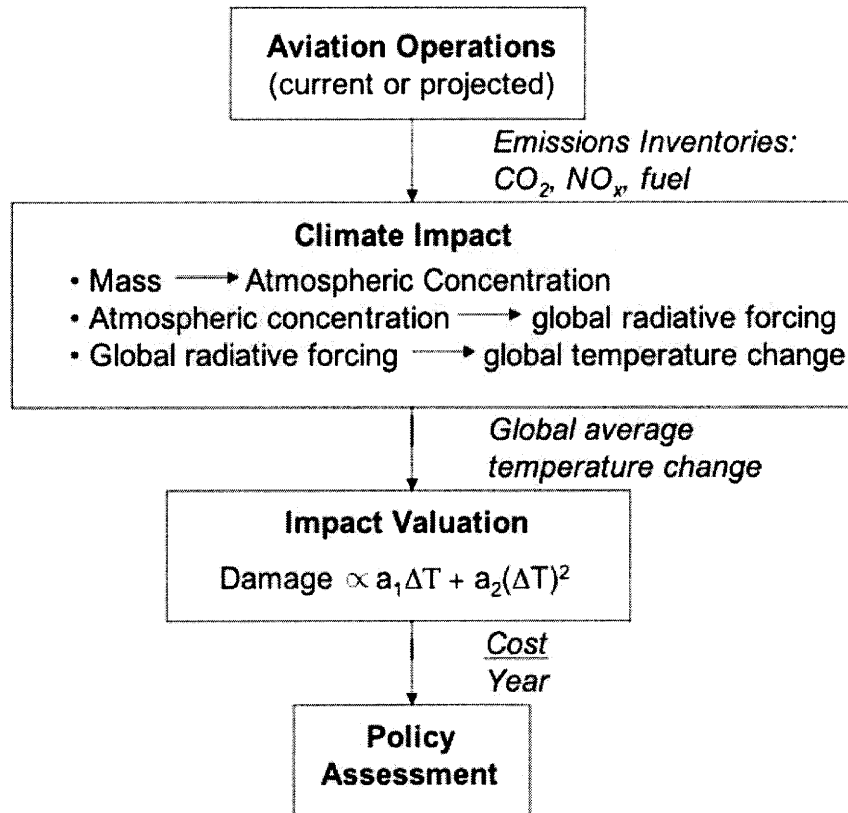 Aviation Operations
(current or projected)
Emissions Inventories:
CO₂, NOₓ, fuel
Climate Impact
• Mass ⟶ Atmospheric Concentration
• Atmospheric concentration ⟶ global radiative forcing
• Global radiative forcing ⟶ global temperature change
Global average
temperature change
Impact Valuation
Damage ∝ a₁ΔT + a₂(ΔT)²
Cost
Year
Policy
Assessment